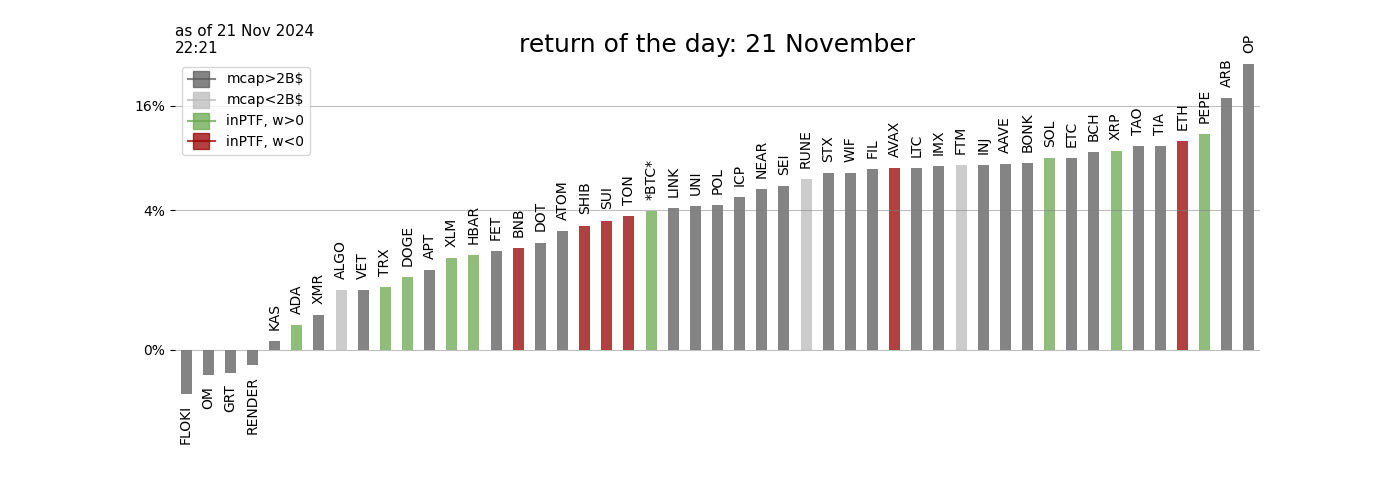 as of 21 Nov 2024
22:21
return of the day: 21 November
mcap>2B$
mcap<2B$
inPTF, w>0
inPTF, w<0
16%
4%
0%
FLOKI
OM
GRT
RENDER
KAS
ADA
XMR
ALGO
VET
TRX
DOGE
APT
XLM
HBAR
FET
BNB
DOT
ATOM
SHIB
SUI
TON
*BTC*
LINK
UNI
POL
ICP
NEAR
SEI
RUNE
STX
WIF
FIL
AVAX
LTC
IMX
FTM
INJ
AAVE
BONK
SOL
ETC
BCH
XRP
TAO
TIA
ETH
PEPE
ARB
OP